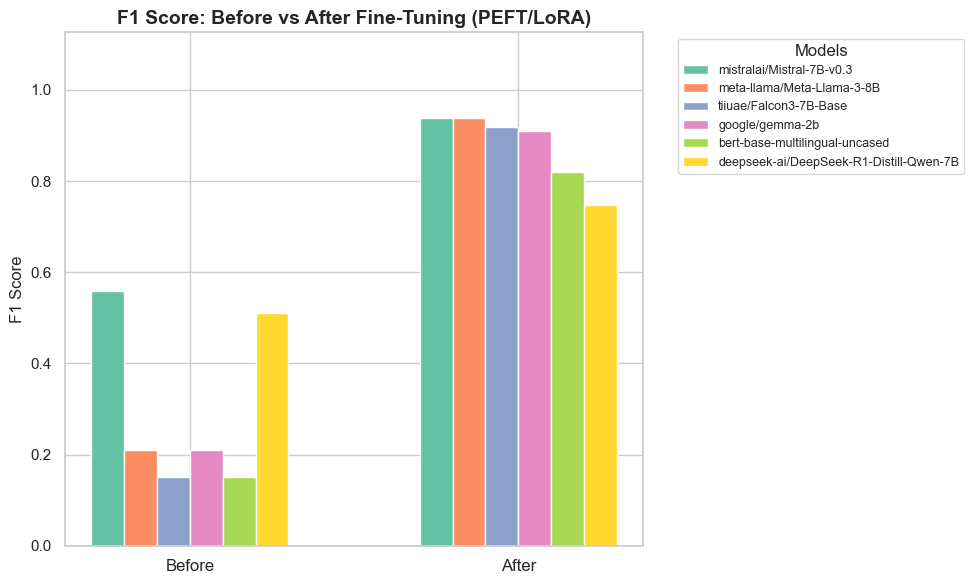 F1 Score: Before vs After Fine-Tuning (PEFT/LoRA)
Models
mistralai/Mistral-7B-v0.3
meta-llama/Meta-Llama-3-8B
tiiuae/Falcon3-7B-Base
google/gemma-2b
bert-base-multilingual-uncased
deepseek-ai/DeepSeek-R1-Distill-Qwen-7B
F1 Score
1.0
0.8
0.6
0.4
0.2
0.0
Before
After